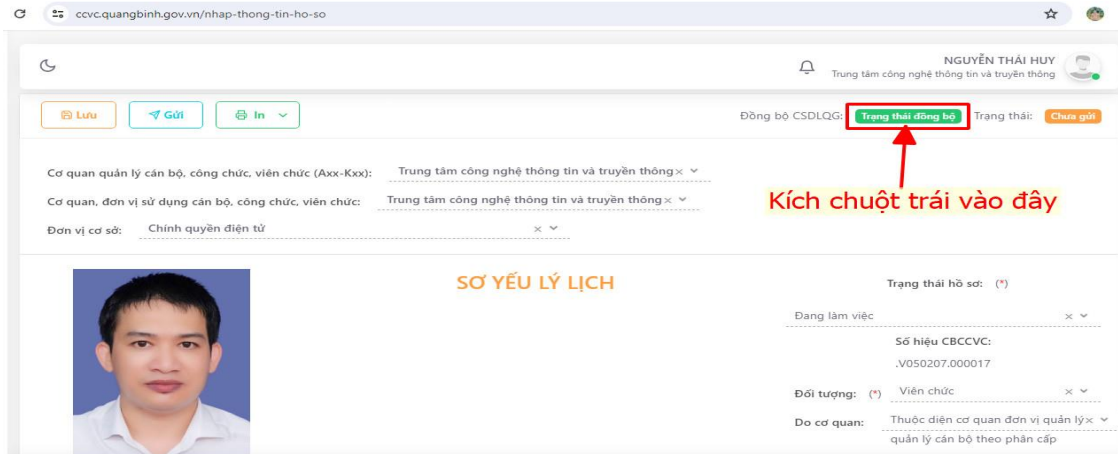 ccvc.quangbinh.gov.vn/nhap-thong-tin-ho-so
NGUYỄN THÁI HUY
Trung tâm công nghệ thông tin và truyền thông
Lưu Gửi In Đồng bộ CSDLQG: Trạng thái đồng bộ Trạng thái: Chưa gửi
Cơ quan quản lý cán bộ, công chức, viên chức (Axx-Kxx): Trung tâm công nghệ thông tin và truyền thông
Cơ quan, đơn vị sử dụng cán bộ, công chức, viên chức: Trung tâm công nghệ thông tin và truyền thông
Kích chuột trái vào đây
Đơn vị cơ sở: Chính quyền điện tử
SƠ YẾU LÝ LỊCH
Trạng thái hồ sơ: (*)
Đang làm việc
Số hiệu CBCCVC:
.V050207.000017
Đối tượng: (*) Viên chức
Do cơ quan: Thuộc diện cơ quan đơn vị quản lý
quản lý cán bộ theo phân cấp